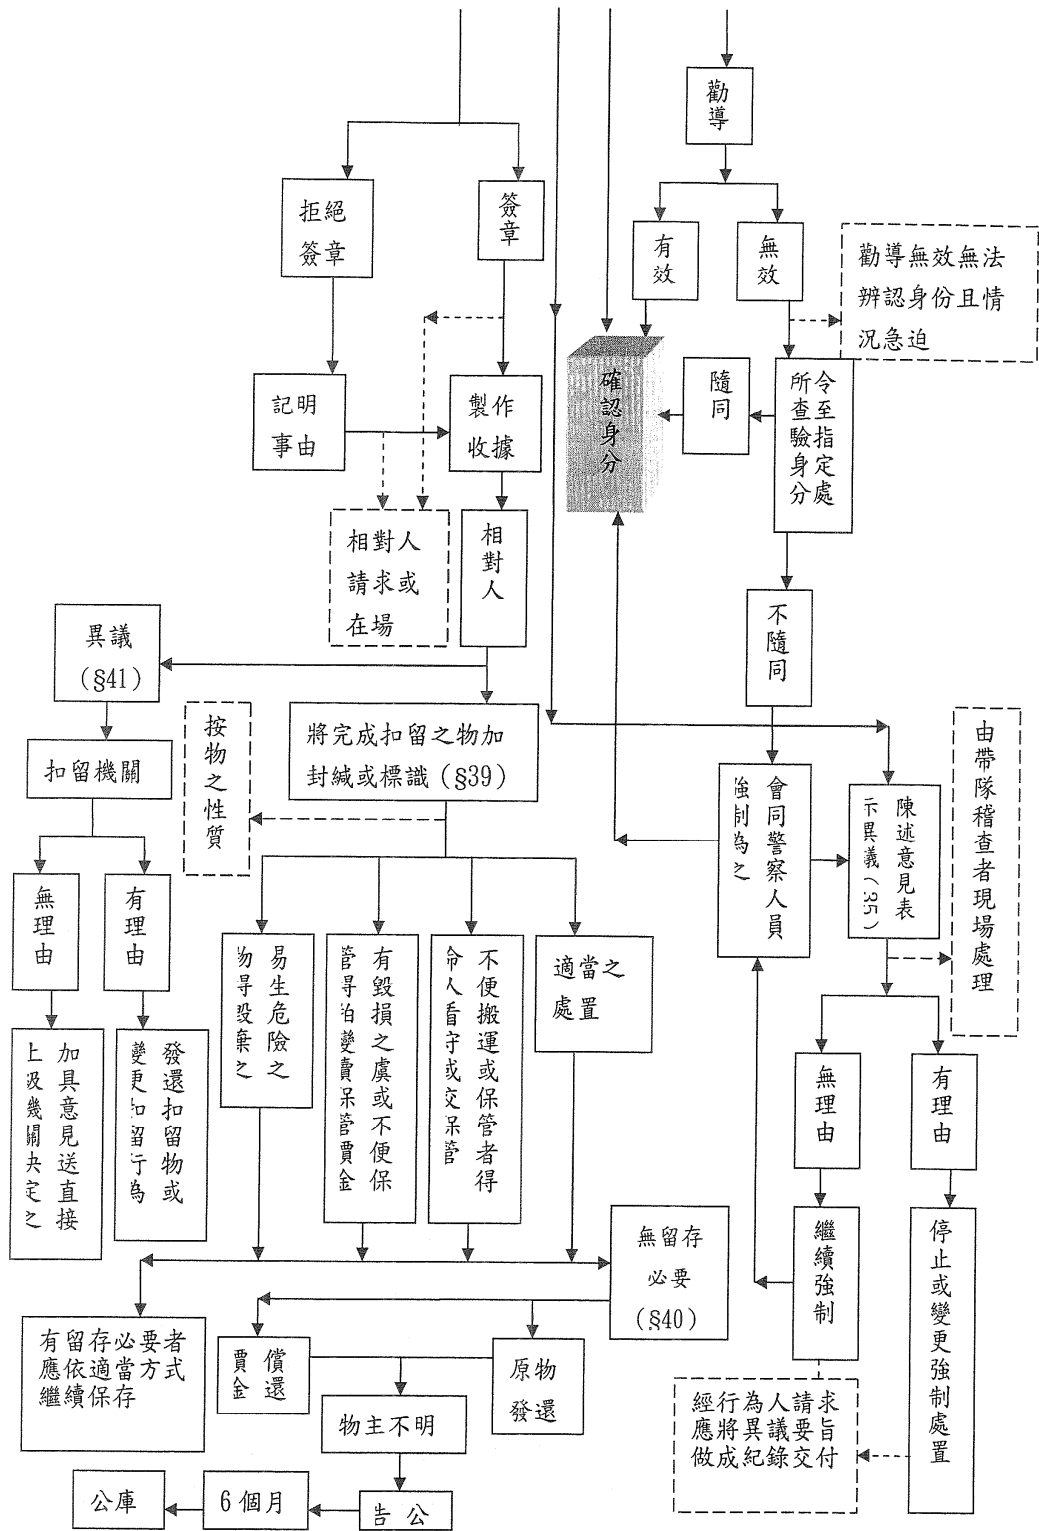 勸導
拒絕
簽章
簽章
有效
無效
勸導無效無法
辨認身份且情
況急迫
確認身分
隨同
令至指定處
所查驗身分
記明
事由
製作
收據
相對人
請求或
在場
相對人
不隨同
異議
（§41）
扣留機關
按物之性質
將完成扣留之物加
封緘或標識（§39）
會同警察人員
強制為之
陳述意見表
示異議（35）
由帶隊稽查者現場處理
無理由
有理由
易生危險之
物得毀棄之
有毀損之虞或不便保
管得拍變賣保管賈金
不便搬運或保管者得
命人看守或交保管
適當之
處置
加具意見送直接
上級機關決定之
發還扣留物或
變更扣留行為
無理由
有理由
無留存
必要
（§40）
繼續強制
停止或變更強制處置
有留存必要者
應依適當方式
繼續保存
償還
賈金
原物
發還
物主不明
經行為人請求
應將異議要旨
做成紀錄交付
公庫
6個月
告公